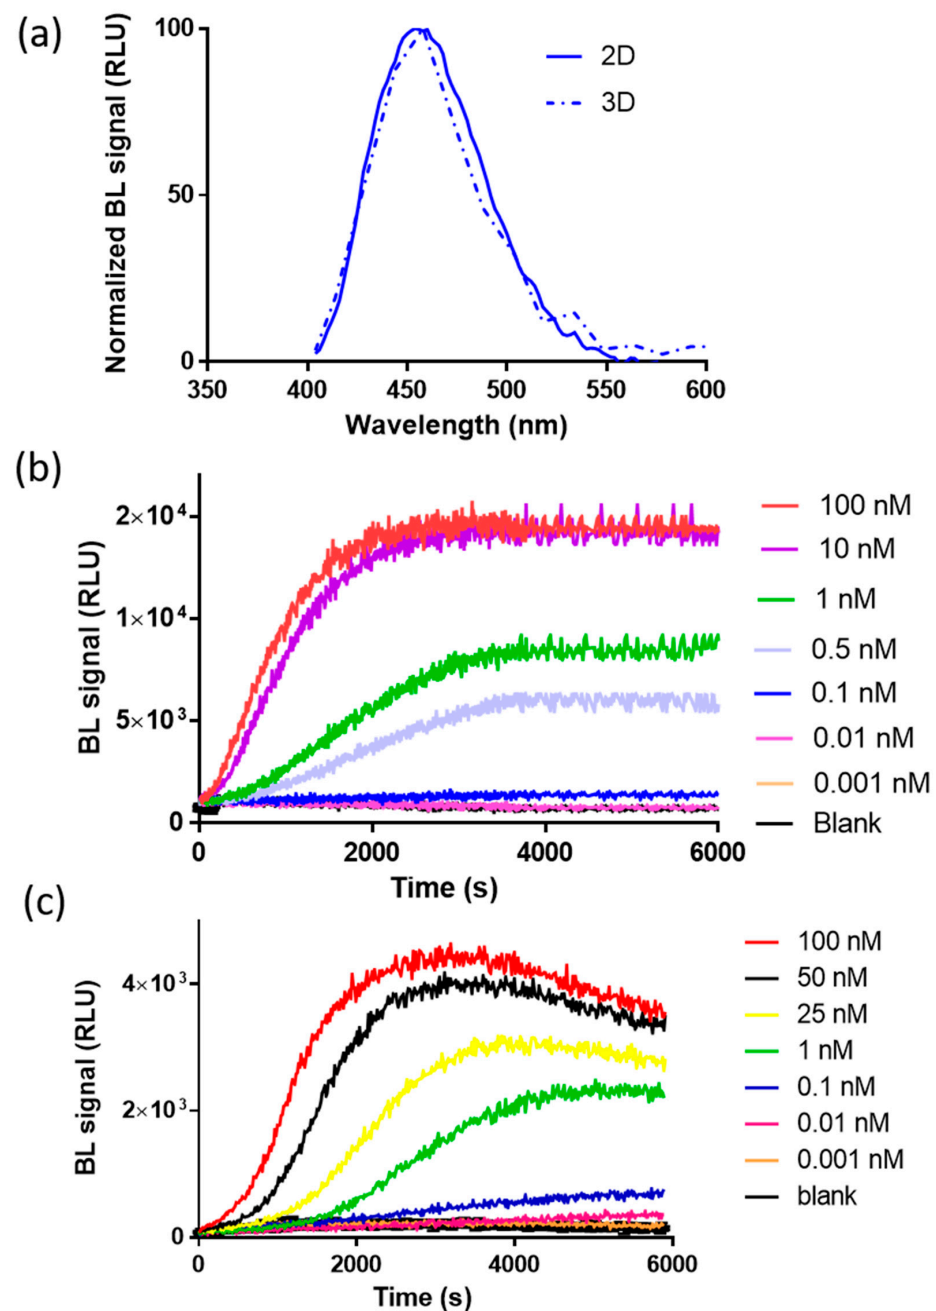 (a)
Normalized BL signal (RLU)
100
50
0
2D
3D
350 400 450 500 550 600
Wavelength (nm)
(b)
BL signal (RLU)
2×10⁴
1×10⁴
5×10³
0
0 2000 4000 6000
Time (s)
100 nM
10 nM
1 nM
0.5 nM
0.1 nM
0.01 nM
0.001 nM
Blank
(c)
BL signal (RLU)
4×10³
2×10³
0
0 2000 4000 6000
Time (s)
100 nM
50 nM
25 nM
1 nM
0.1 nM
0.01 nM
0.001 nM
blank